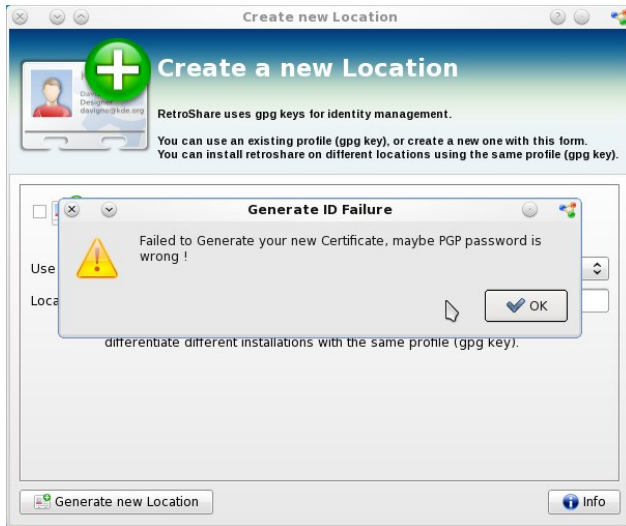 Create new Location
Create a new Location
RetroShare uses gpg keys for identity management.
You can use an existing profile (gpg key), or create a new one with this form.
You can install retroshare on different locations using the same profile (gpg key).
Generate ID Failure
Failed to Generate your new Certificate, maybe PGP password is
wrong !
Use
Loca
OK
differentiate different installations with the same profile (gpg key).
Generate new Location
Info